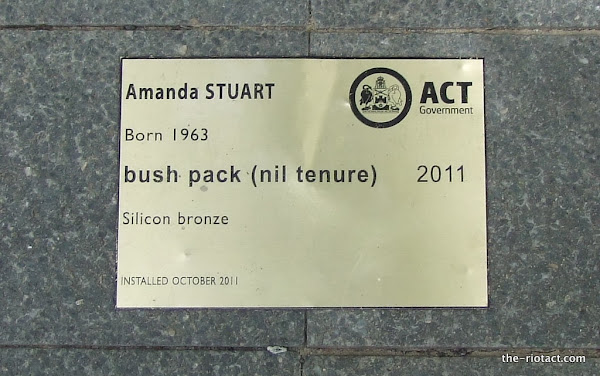 Amanda STUART
ACT
Government
Born 1963
bush pack (nil tenure) 2011
Silicon bronze
INSTALLED OCTOBER 2011
the-riotact.com